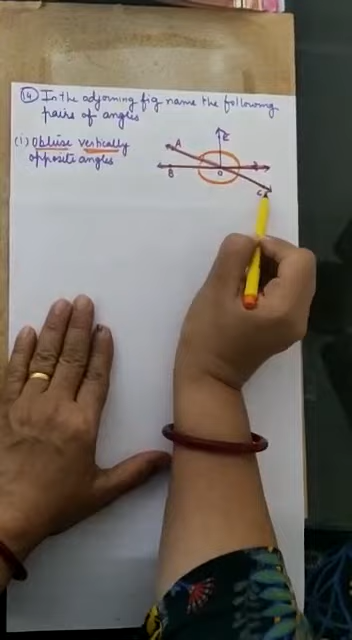 (14) In the adjoining fig name the following
pairs of angles
(i) Obtuse vertically
opposite angles
A
E
B
O
C